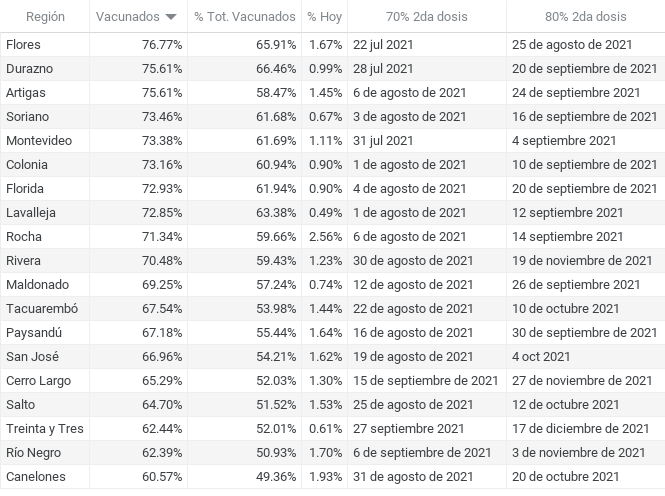 Región Vacunados % Tot. Vacunados % Hoy 70% 2da dosis 80% 2da dosis
Flores 76.77% 65.91% 1.67% 22 jul 2021 25 de agosto de 2021
Durazno 75.61% 66.46% 0.99% 28 jul 2021 20 de septiembre de 2021
Artigas 75.61% 58.47% 1.45% 6 de agosto de 2021 24 de septiembre de 2021
Soriano 73.46% 61.68% 0.67% 3 de agosto de 2021 16 de septiembre de 2021
Montevideo 73.38% 61.69% 1.11% 31 jul 2021 4 septiembre 2021
Colonia 73.16% 60.94% 0.90% 1 de agosto de 2021 10 de septiembre de 2021
Florida 72.93% 61.94% 0.90% 4 de agosto de 2021 20 de septiembre de 2021
Lavalleja 72.85% 63.38% 0.49% 1 de agosto de 2021 12 septiembre 2021
Rocha 71.34% 59.66% 2.56% 6 de agosto de 2021 14 septiembre 2021
Rivera 70.48% 59.43% 1.23% 30 de agosto de 2021 19 de noviembre de 2021
Maldonado 69.25% 57.24% 0.74% 12 de agosto de 2021 26 de septiembre 2021
Tacuarembó 67.54% 53.98% 1.44% 22 de agosto de 2021 10 de octubre 2021
Paysandú 67.18% 55.44% 1.64% 16 de agosto de 2021 30 de septiembre de 2021
San José 66.96% 54.21% 1.62% 19 de agosto de 2021 4 oct 2021
Cerro Largo 65.29% 52.03% 1.30% 15 de septiembre de 2021 27 de noviembre de 2021
Salto 64.70% 51.52% 1.53% 25 de agosto de 2021 12 de octubre 2021
Treinta y Tres 62.44% 52.01% 0.61% 27 septiembre 2021 17 de diciembre de 2021
Río Negro 62.39% 50.93% 1.70% 6 de septiembre de 2021 3 de noviembre de 2021
Canelones 60.57% 49.36% 1.93% 31 de agosto de 2021 20 de octubre 2021